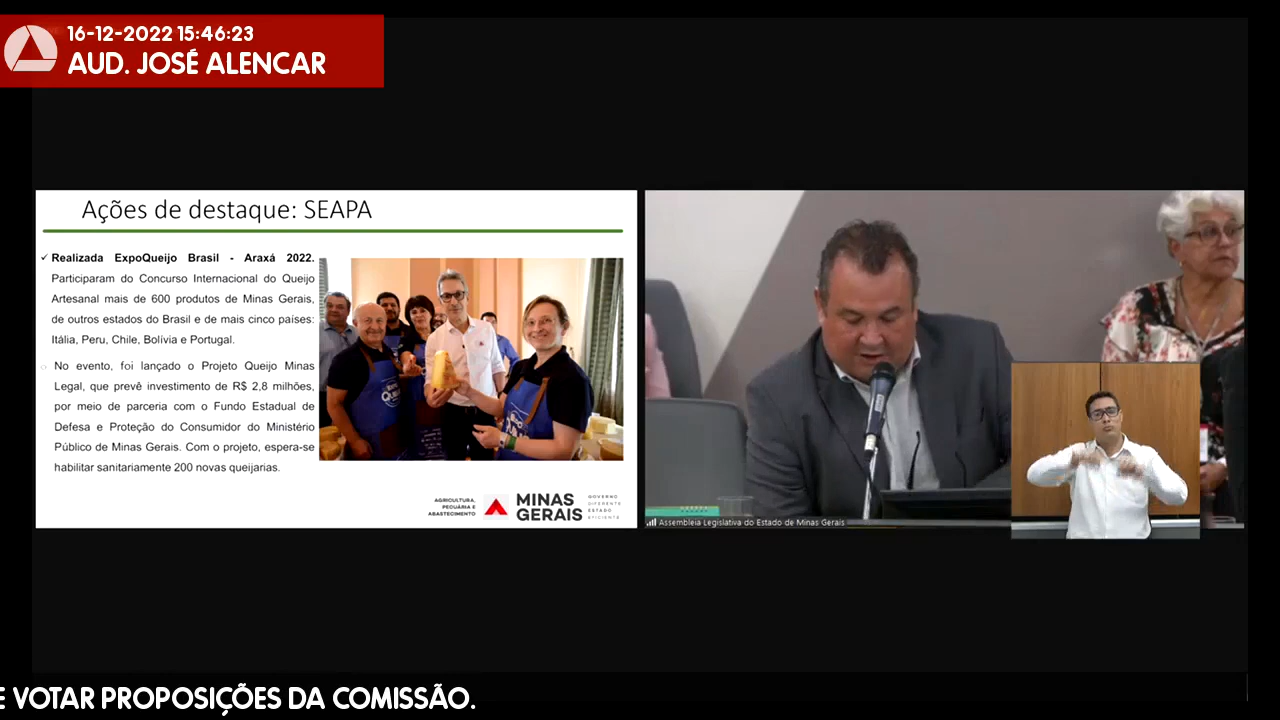 16-12-2022 15:46:23
AUD. JOSÉ ALENCAR
Ações de destaque: SEAPA
✓ Realizada ExpoQueijo Brasil - Araxá 2022.
Participaram do Concurso Internacional do Queijo
Artesanal mais de 600 produtos de Minas Gerais,
de outros estados do Brasil e de mais cinco países:
Itália, Peru, Chile, Bolívia e Portugal.
No evento, foi lançado o Projeto Queijo Minas
Legal, que prevê investimento de R$ 2,8 milhões,
por meio de parceria com o Fundo Estadual de
Defesa e Proteção do Consumidor do Ministério
Público de Minas Gerais. Com o projeto, espera-se
habilitar sanitariamente 200 novas queijarias.
AGRICULTURA,
PECUÁRIA E
ABASTECIMENTO
MINAS
GERAIS
GOVERNO
DIFERENTE
ESTADO
EFICIENTE
Assembleia Legislativa do Estado de Minas Gerais
E VOTAR PROPOSIÇÕES DA COMISSÃO.